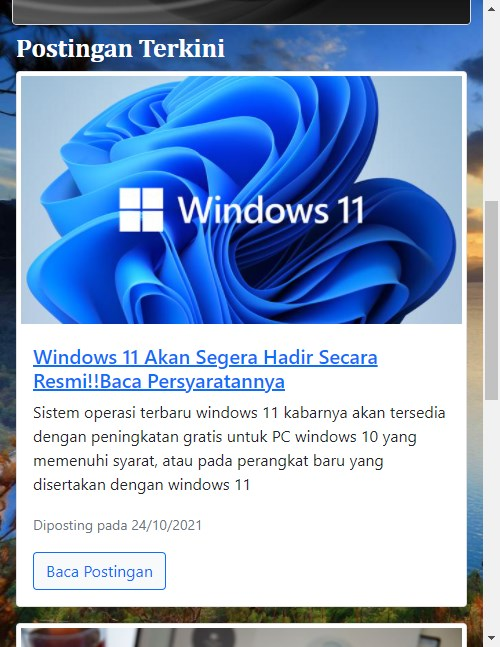 Postingan Terkini
Windows 11
Windows 11 Akan Segera Hadir Secara
Resmi!!Baca Persyaratannya
Sistem operasi terbaru windows 11 kabarnya akan tersedia
dengan peningkatan gratis untuk PC windows 10 yang
memenuhi syarat, atau pada perangkat baru yang
disertakan dengan windows 11
Diposting pada 24/10/2021
Baca Postingan